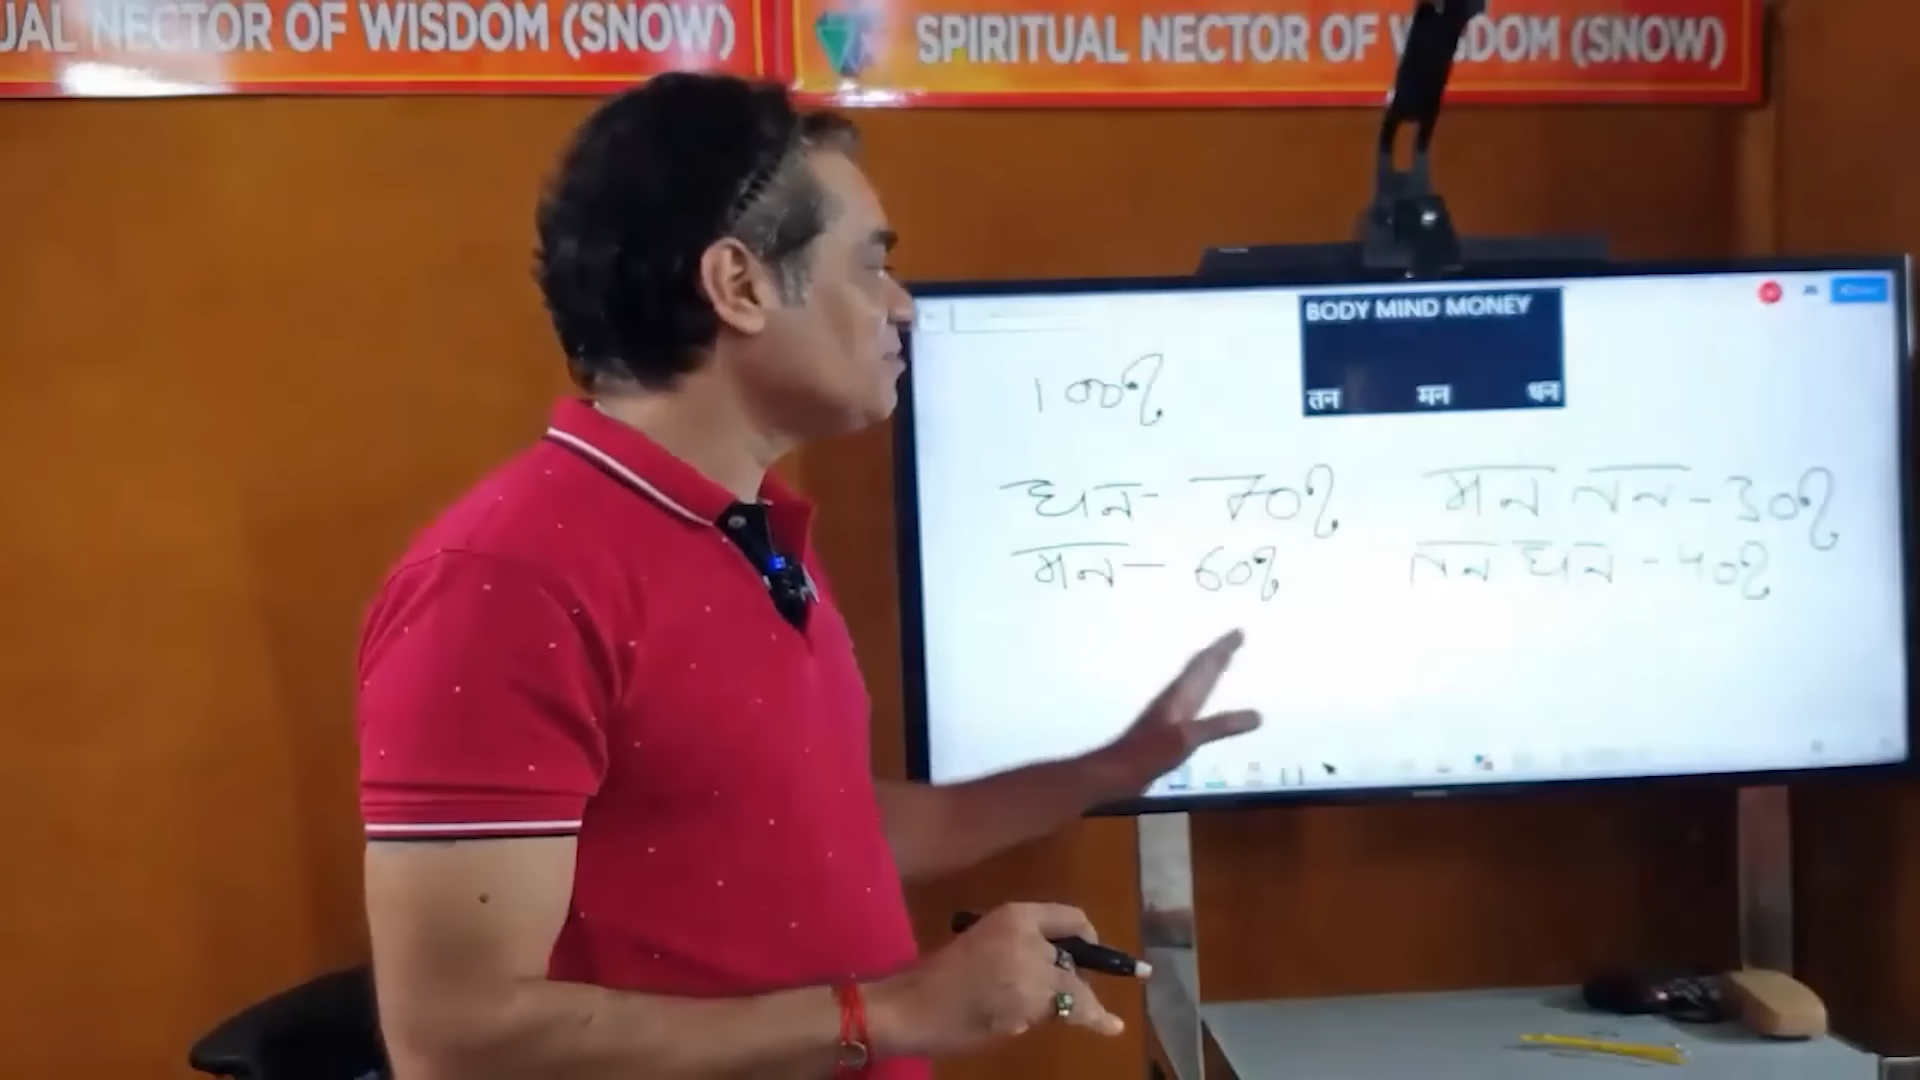 UAL NECTOR OF WISDOM (SNOW)
SPIRITUAL NECTOR OF WISDOM (SNOW)
BODY MIND MONEY
तन मन धन
100%
धन - 70% मन तन - 30%
मन - 60% तन धन - 40%